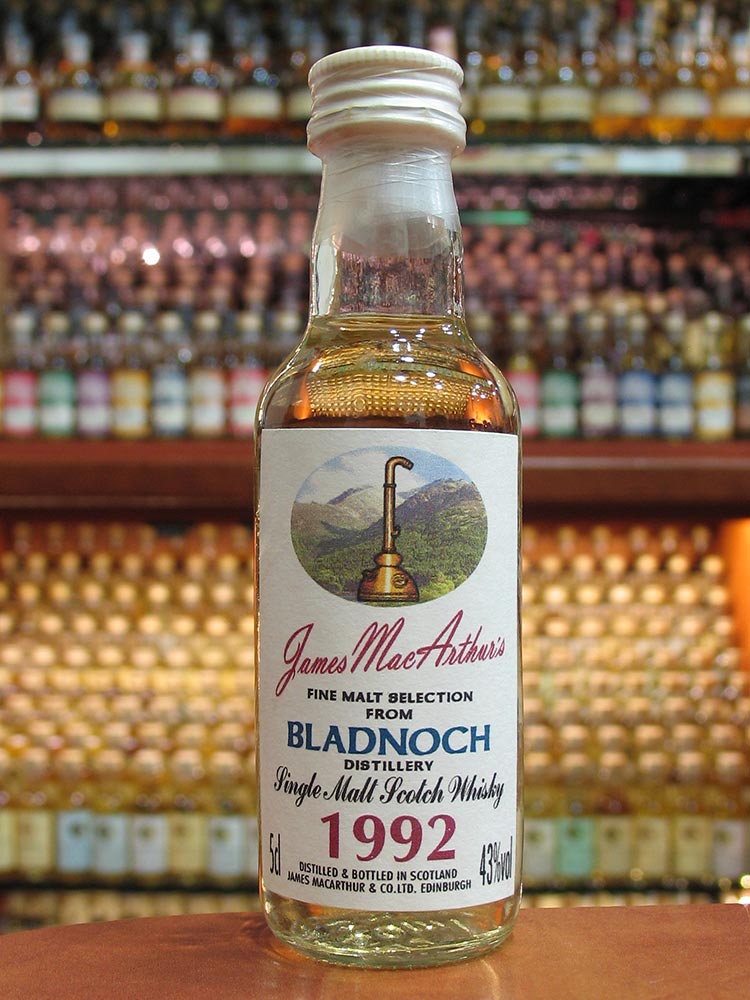 James MacArthur's
FINE MALT SELECTION
FROM
BLADNOCH
DISTILLERY
Single Malt Scotch Whisky
1992
5cl
43%vol
DISTILLED & BOTTLED IN SCOTLAND
JAMES MACARTHUR & CO.LTD. EDINBURGH